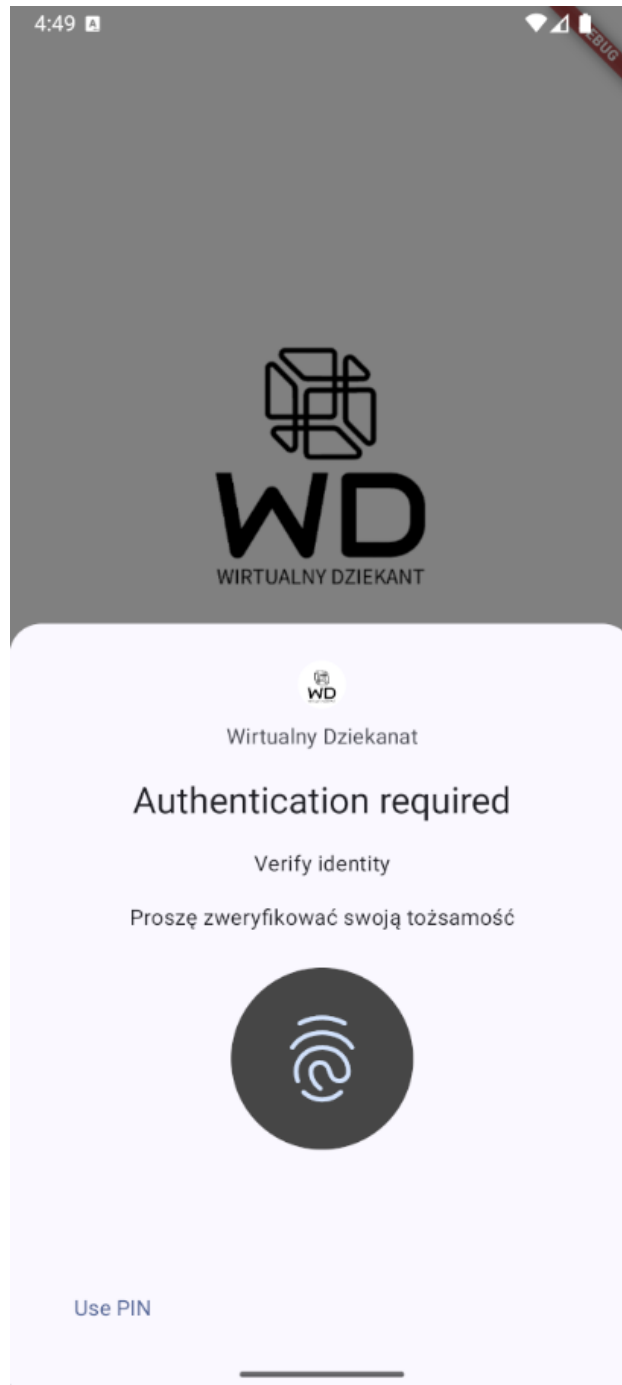 4:49
DEBUG
WD
WIRTUALNY DZIEKANT
WD
Wirtualny Dziekanat
Authentication required
Verify identity
Proszę zweryfikować swoją tożsamość
Use PIN